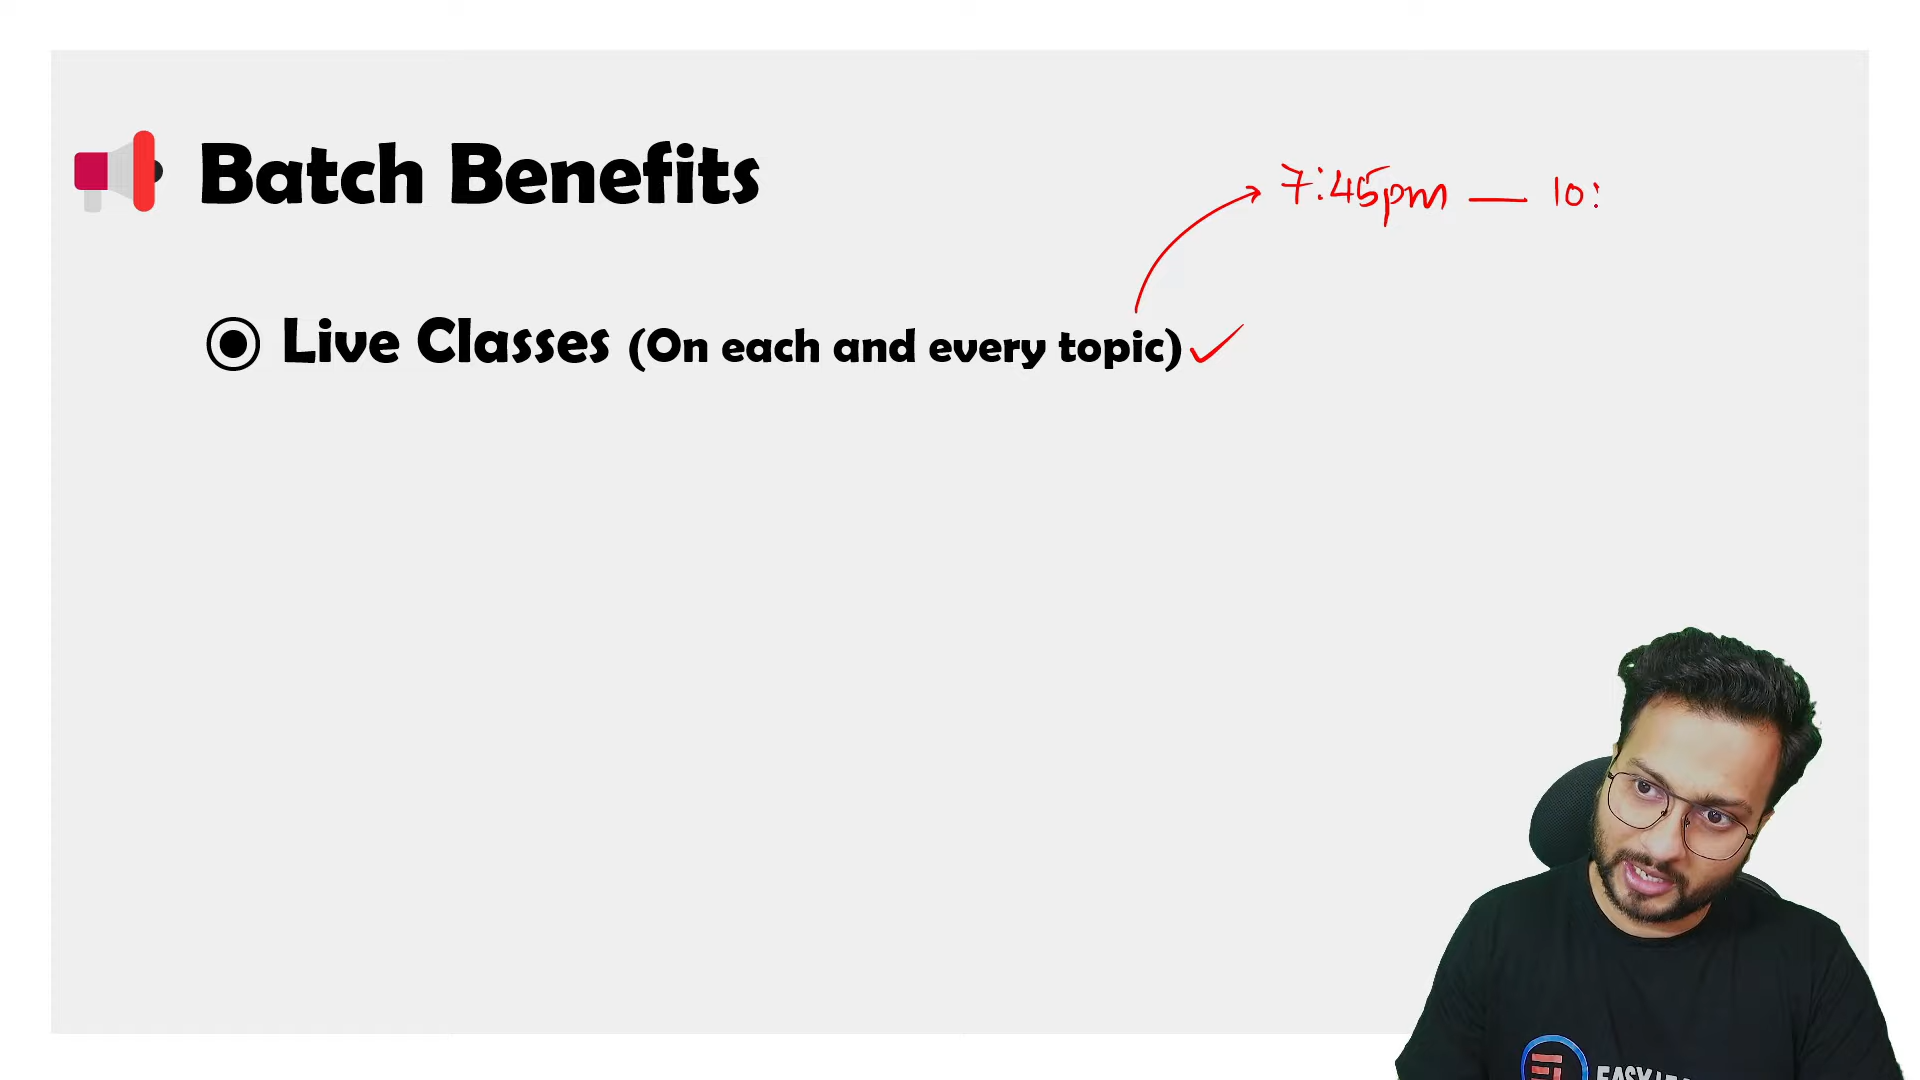 Batch Benefits
7:45pm — 10:
Live Classes (On each and every topic)